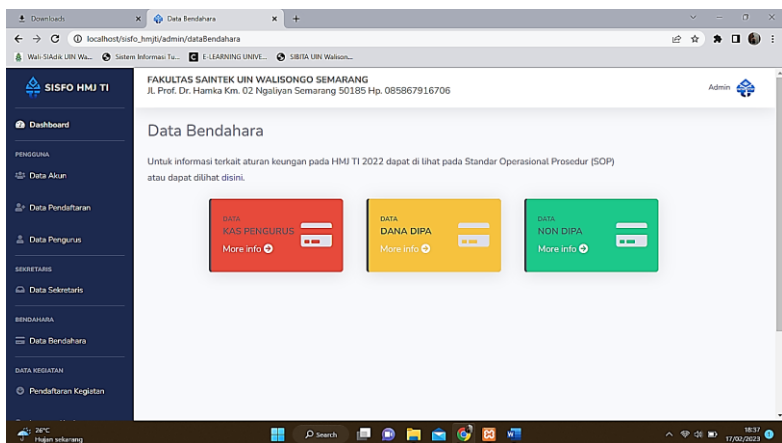 Downloads
Data Bendahara
localhost/sisfo_hmjti/admin/dataBendahara
Wali-SIAdik UIN Wa...
Sistem Informasi Tu...
E-LEARNING UNIVE...
SIBITA UIN Walison...
SISFO HMJ TI
FAKULTAS SAINTEK UIN WALISONGO SEMARANG
Jl. Prof. Dr. Hamka Km. 02 Ngaliyan Semarang 50185 Hp. 085867916706
Admin
Dashboard
PENGGUNA
Data Akun
Data Pendaftaran
Data Pengurus
SEKRETARIS
Data Sekretaris
BENDAHARA
Data Bendahara
DATA KEGIATAN
Pendaftaran Kegiatan
Data Bendahara
Untuk informasi terkait aturan keungan pada HMJ TI 2022 dapat di lihat pada Standar Operasional Prosedur (SOP)
atau dapat dilihat disini.
DATA
KAS PENGURUS
More info
DATA
DANA DIPA
More info
DATA
NON DIPA
More info
26°C
Hujan sekarang
Search
18:37
17/02/2023